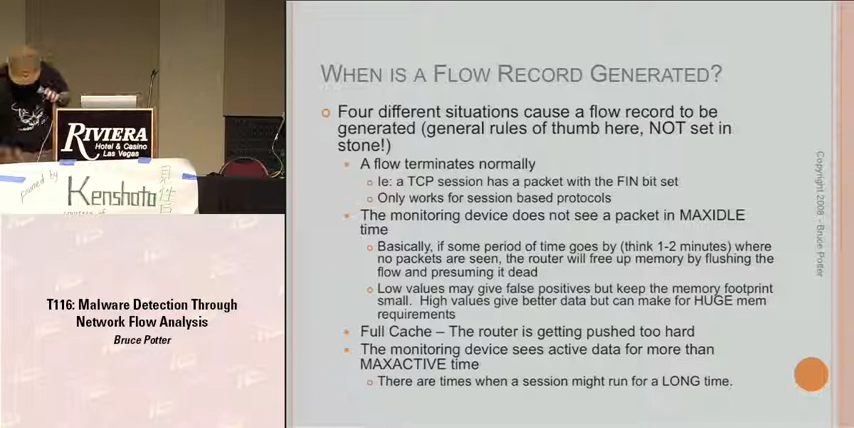 WHEN IS A FLOW RECORD GENERATED?
Four different situations cause a flow record to be
generated (general rules of thumb here, NOT set in
stone!)
A flow terminates normally
Ie: a TCP session has a packet with the FIN bit set
Only works for session based protocols
The monitoring device does not see a packet in MAXIDLE
time
Basically, if some period of time goes by (think 1-2 minutes) where
no packets are seen, the router will free up memory by flushing the
flow and presuming it dead
Low values may give false positives but keep the memory footprint
small. High values give better data but can make for HUGE mem
requirements
Full Cache – The router is getting pushed too hard
The monitoring device sees active data for more than
MAXACTIVE time
There are times when a session might run for a LONG time.
Copyright 2008 - Bruce Potter
RIVIERA
Hotel & Casino
Las Vegas
powned by
Kenshoto
T116: Malware Detection Through
Network Flow Analysis
Bruce Potter